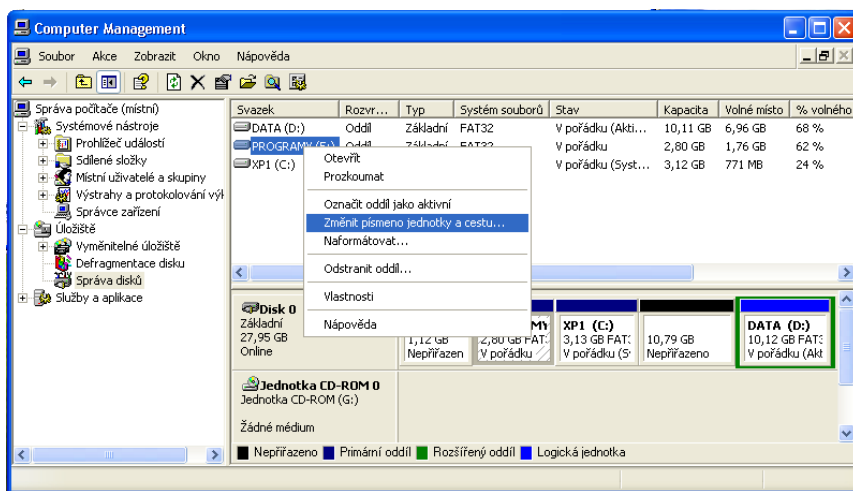 Computer Management
Soubor Akce Zobrazit Okno Nápověda
Správa počítače (místní)
Systémové nástroje
Prohlížeč událostí
Sdílené složky
Místní uživatelé a skupiny
Výstrahy a protokolování výk
Správce zařízení
Úložiště
Vyměnitelné úložiště
Defragmentace disku
Správa disků
Služby a aplikace
Svazek Rozvr... Typ Systém souborů Stav Kapacita Volné místo % volného
DATA (D:) Oddíl Základní FAT32 V pořádku (Akti... 10,11 GB 6,96 GB 68 %
PROGRAMY (F:) Oddíl Základní FAT32 V pořádku 2,80 GB 1,76 GB 62 %
XP1 (C:) V pořádku (Syst... 3,12 GB 771 MB 24 %
Otevřít
Prozkoumat
Označit oddíl jako aktivní
Změnit písmeno jednotky a cestu...
Naformátovat...
Odstranit oddíl...
Vlastnosti
Nápověda
Disk 0
Základní
27,95 GB
Online
1,12 GB
Nepřiřazen
MY
2,80 GB FAT:
V pořádku
XP1 (C:)
3,13 GB FAT:
V pořádku (S
10,79 GB
Nepřiřazeno
DATA (D:)
10,12 GB FAT:
V pořádku (Akt
Jednotka CD-ROM 0
Jednotka CD-ROM (G:)
Žádné médium
Nepřiřazeno Primární oddíl Rozšířený oddíl Logická jednotka